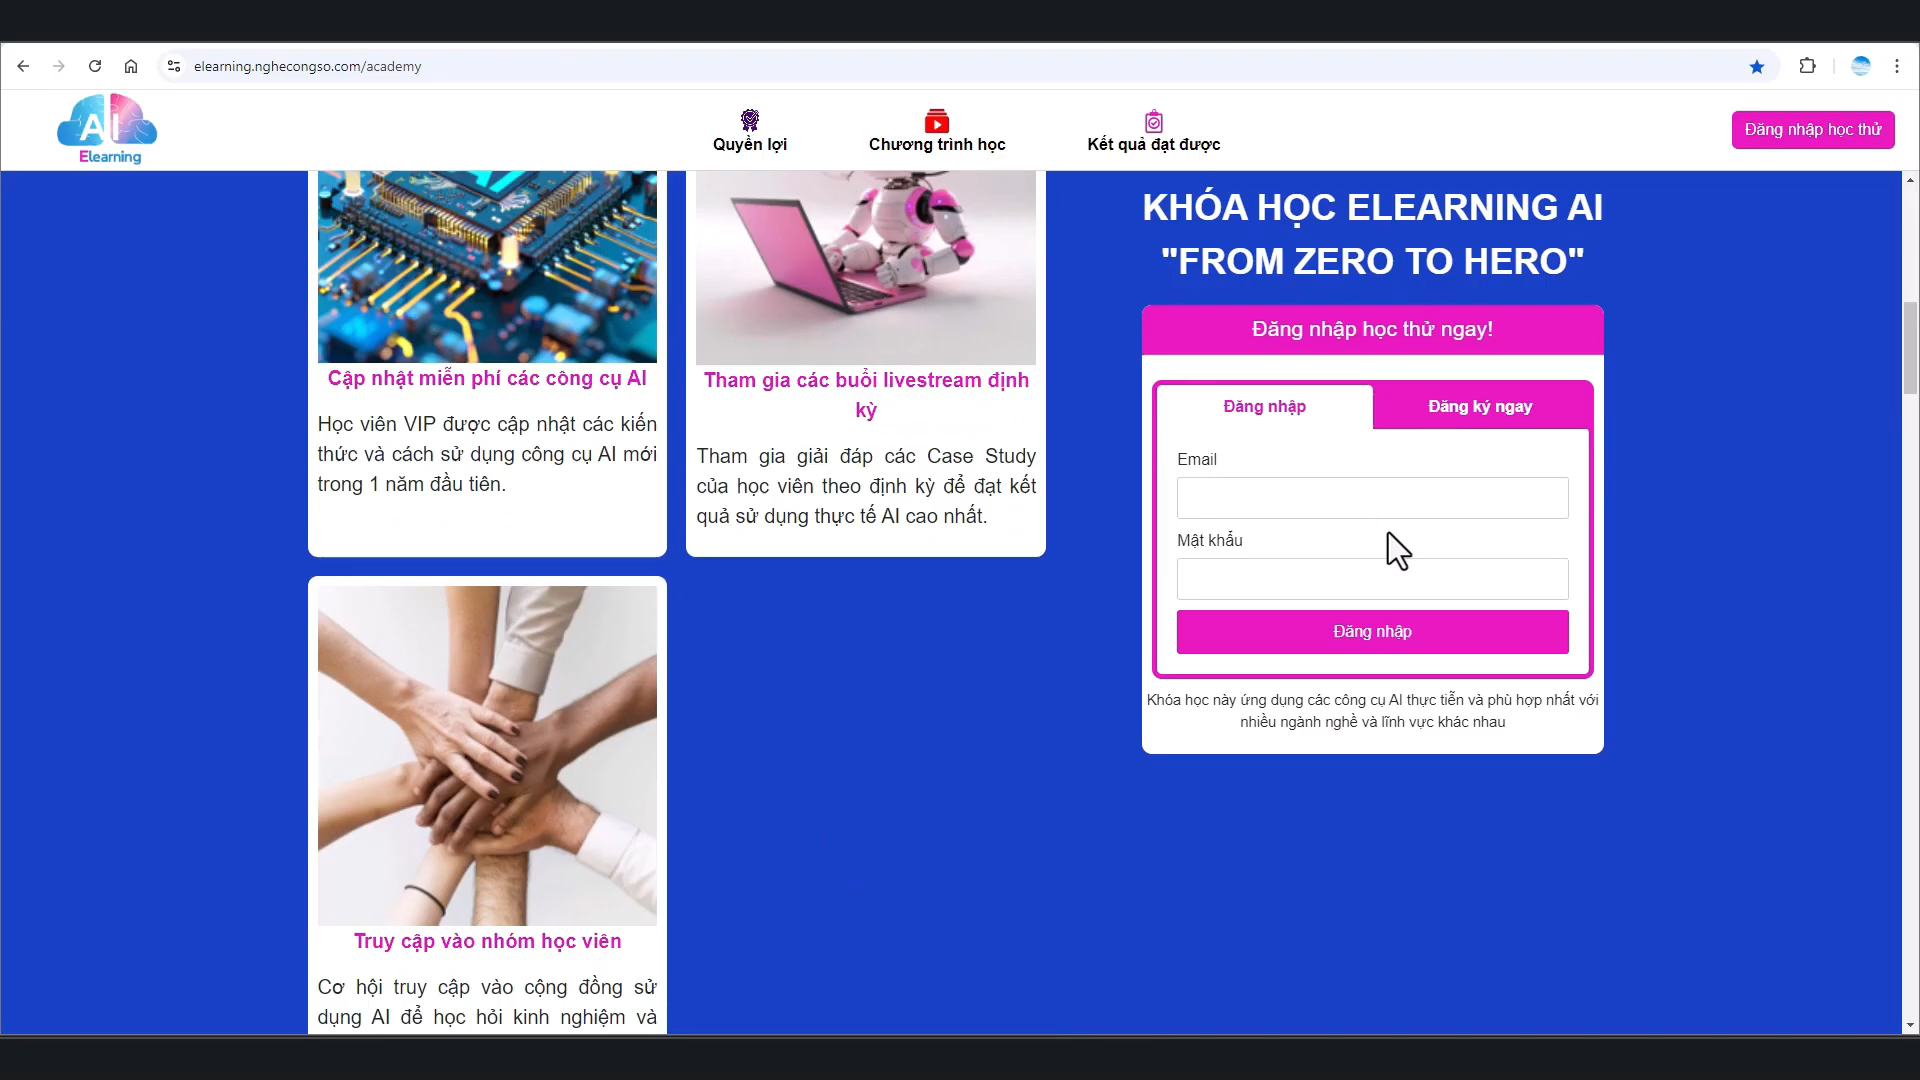 elearning.nghecongso.com/academy
AI
Elearning
Quyền lợi
Chương trình học
Kết quả đạt được
Đăng nhập học thử
Cập nhật miễn phí các công cụ AI
Học viên VIP được cập nhật các kiến
thức và cách sử dụng công cụ AI mới
trong 1 năm đầu tiên.
Tham gia các buổi livestream định
kỳ
Tham gia giải đáp các Case Study
của học viên theo định kỳ để đạt kết
quả sử dụng thực tế AI cao nhất.
Truy cập vào nhóm học viên
Cơ hội truy cập vào cộng đồng sử
dụng AI để học hỏi kinh nghiệm và
KHÓA HỌC ELEARNING AI
"FROM ZERO TO HERO"
Đăng nhập học thử ngay!
Đăng nhập
Đăng ký ngay
Email
Mật khẩu
Đăng nhập
Khóa học này ứng dụng các công cụ AI thực tiễn và phù hợp nhất với
nhiều ngành nghề và lĩnh vực khác nhau